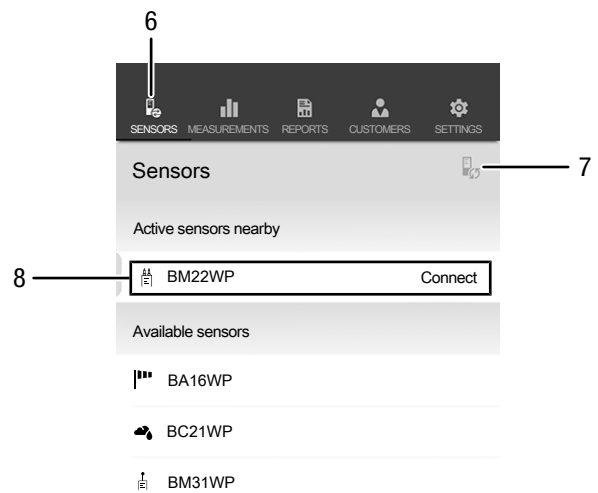 6
SENSORS MEASUREMENTS REPORTS CUSTOMERS SETTINGS
Sensors
7
Active sensors nearby
8
BM22WP Connect
Available sensors
BA16WP
BC21WP
BM31WP